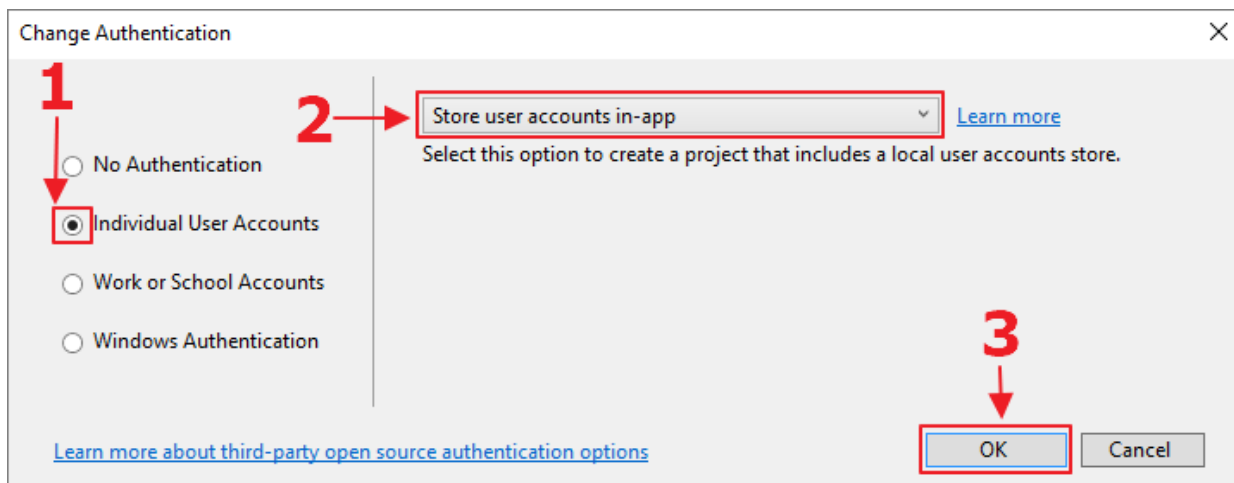 Change Authentication
1
2
Store user accounts in-app
Learn more
Select this option to create a project that includes a local user accounts store.
No Authentication
Individual User Accounts
Work or School Accounts
Windows Authentication
3
Learn more about third-party open source authentication options
OK
Cancel